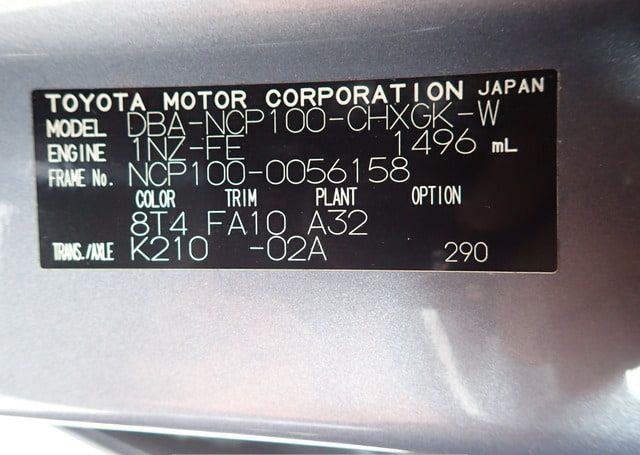 TOYOTA MOTOR CORPORATION JAPAN
MODEL DBA-NCP100-CHXGK-W
ENGINE 1NZ-FE 1496 mL
FRAME No. NCP100-0056158
COLOR TRIM PLANT OPTION
8T4 FA10 A32
TRANS./AXLE K210 -02A 290